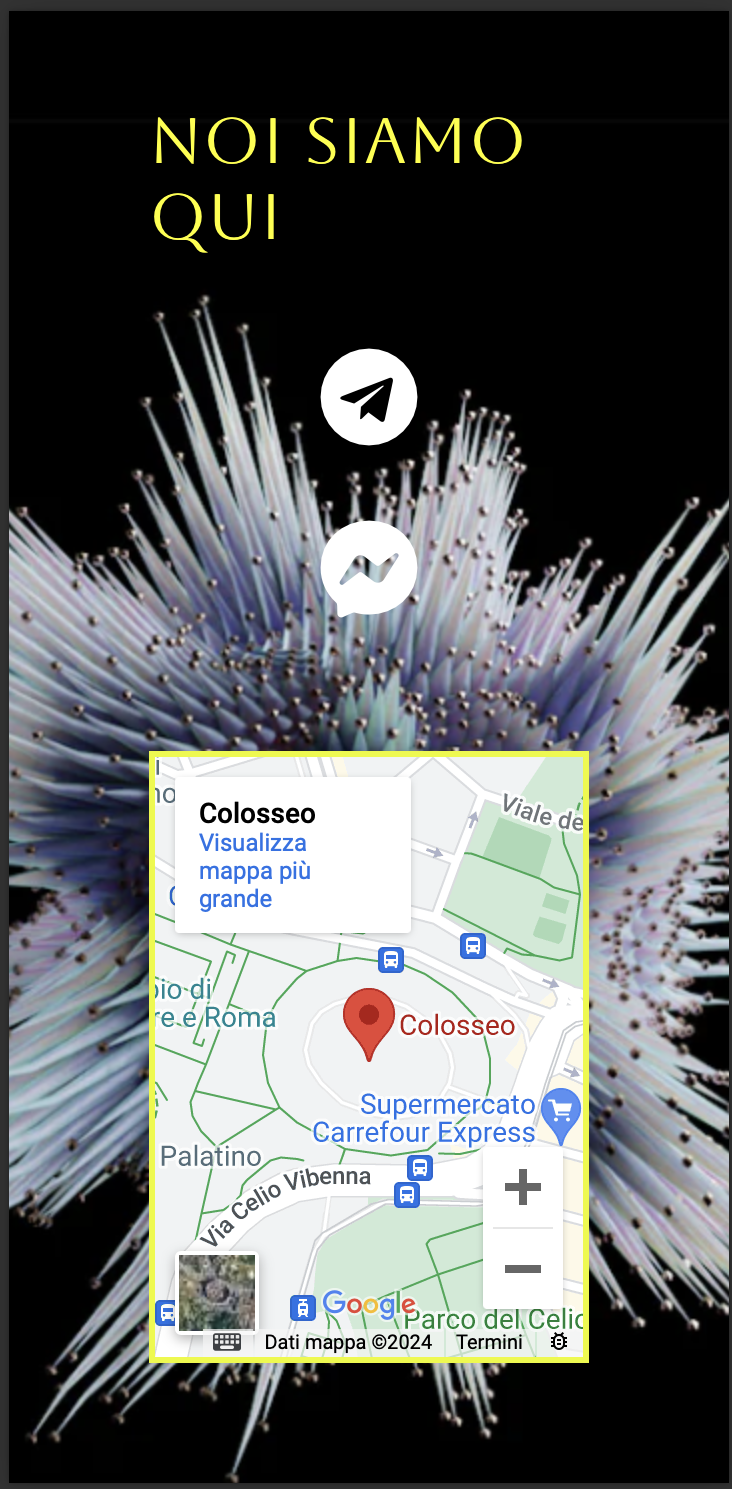 NOI SIAMO
QUI
Colosseo
Visualizza
mappa più
grande
Viale de
Colosseo
io di
re e Roma
Supermercato
Carrefour Express
Palatino
Via Celio Vibenna
Google
Parco del Celio
Dati mappa ©2024 Termini